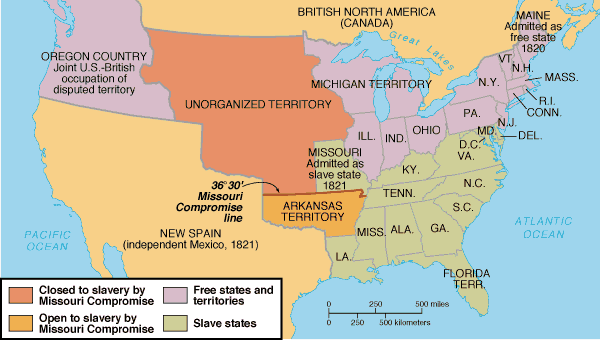 BRITISH NORTH AMERICA
(CANADA)
MAINE
Admitted as
free state
1820
Great Lakes
OREGON COUNTRY
Joint U.S.-British
occupation of
disputed territory
VT.
N.H.
MICHIGAN TERRITORY
N.Y.
MASS.
R.I.
CONN.
UNORGANIZED TERRITORY
PA.
N.J.
ILL.
IND.
OHIO
MD.
DEL.
D.C.
VA.
MISSOURI
Admitted as
slave state
1821
KY.
36° 30'
Missouri
Compromise
line
TENN.
N.C.
ARKANSAS
TERRITORY
S.C.
MISS.
ALA.
GA.
ATLANTIC
OCEAN
PACIFIC
OCEAN
NEW SPAIN
(independent Mexico, 1821)
LA.
FLORIDA
TERR.
Closed to slavery by
Missouri Compromise
Free states and
territories
Open to slavery by
Missouri Compromise
Slave states
0 250 500 miles
0 250 500 kilometers